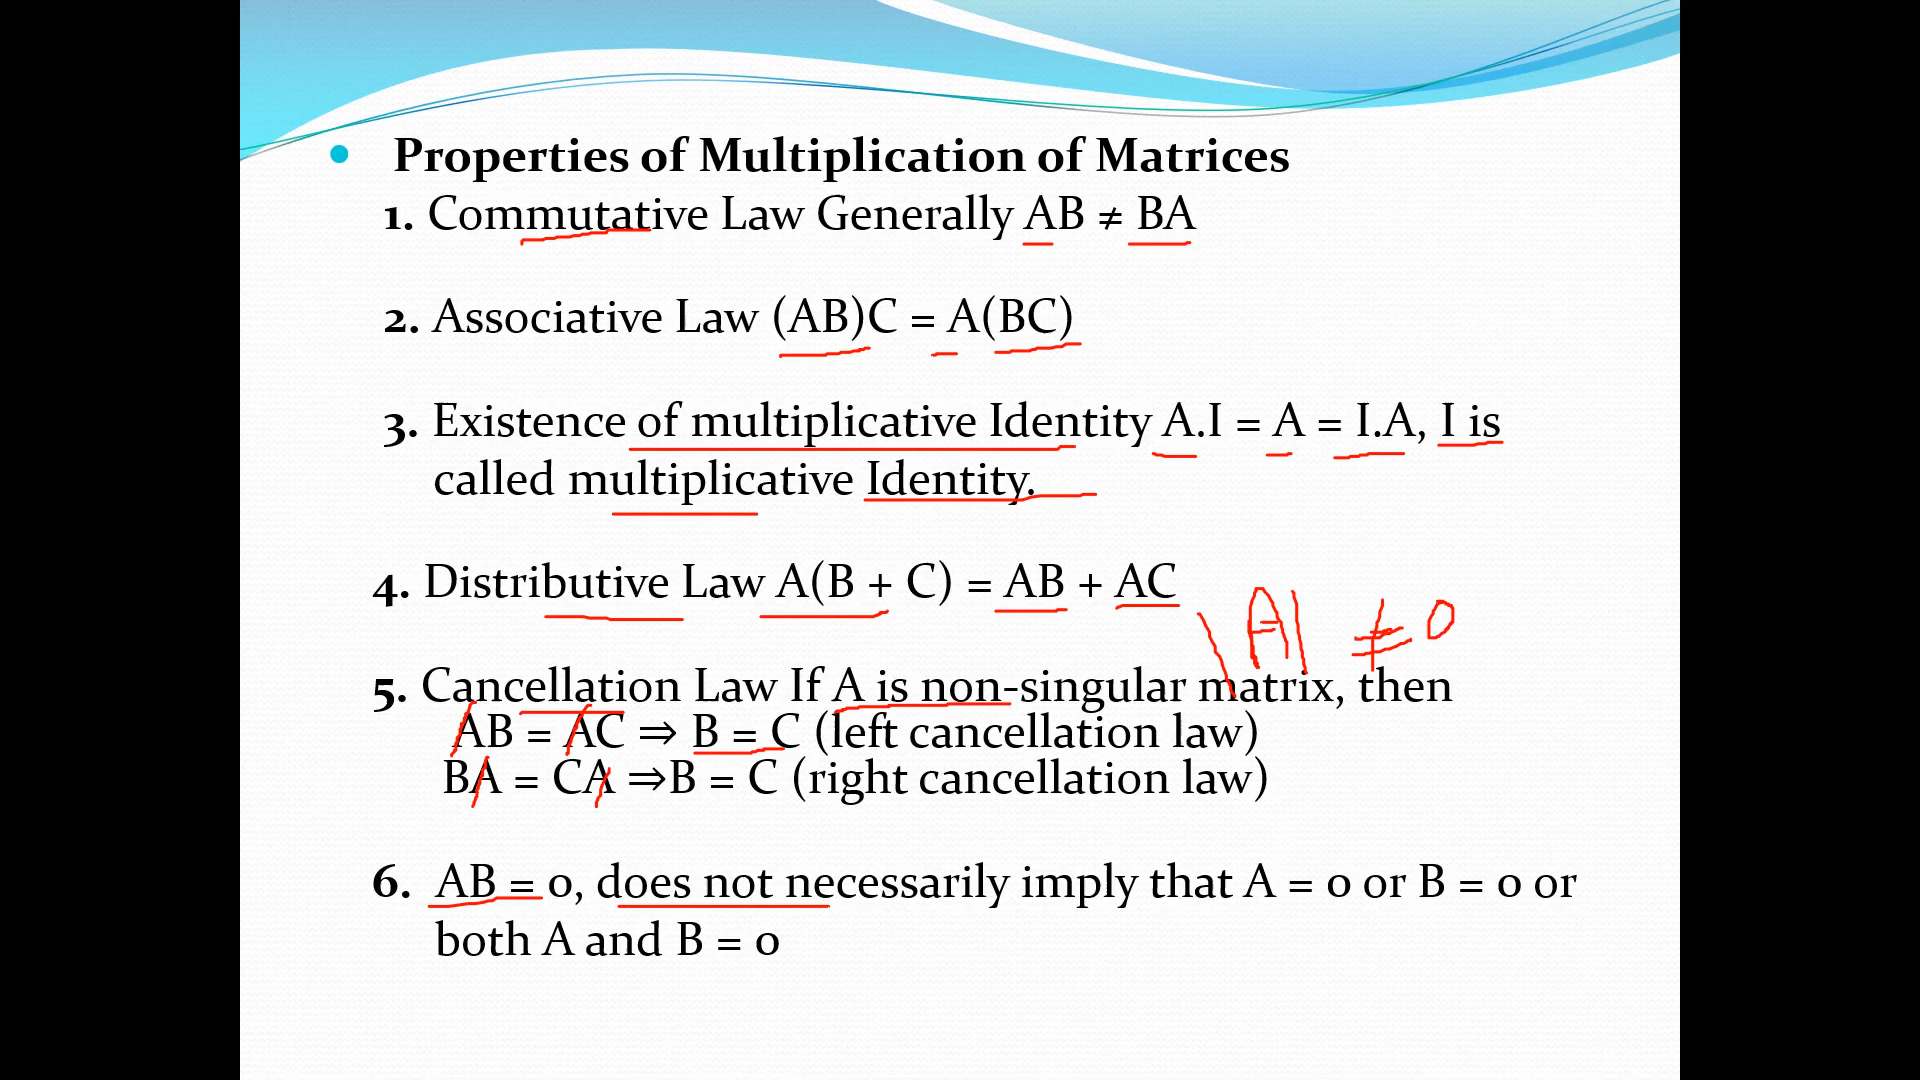 • Properties of Multiplication of Matrices
1. Commutative Law Generally AB ≠ BA
2. Associative Law (AB)C = A(BC)
3. Existence of multiplicative Identity A.I = A = I.A, I is
called multiplicative Identity.
4. Distributive Law A(B + C) = AB + AC
|A| ≠ 0
5. Cancellation Law If A is non-singular matrix, then
AB = AC ⇒ B = C (left cancellation law)
BA = CA ⇒B = C (right cancellation law)
6. AB = 0, does not necessarily imply that A = 0 or B = 0 or
both A and B = 0